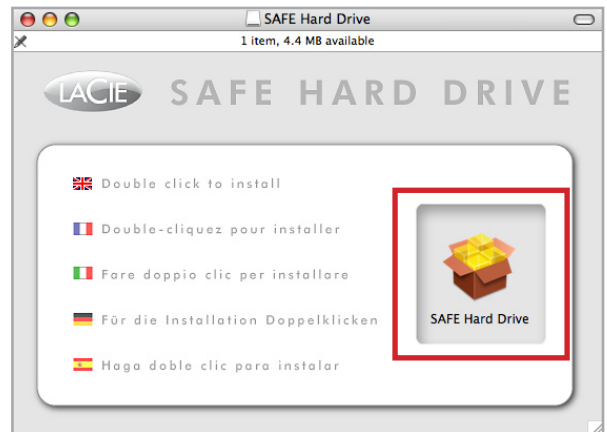 SAFE Hard Drive
1 item, 4.4 MB available
LACIE SAFE HARD DRIVE
Double click to install
Double-cliquez pour installer
Fare doppio clic per installare
Für die Installation Doppelklicken
Haga doble clic para instalar
SAFE Hard Drive